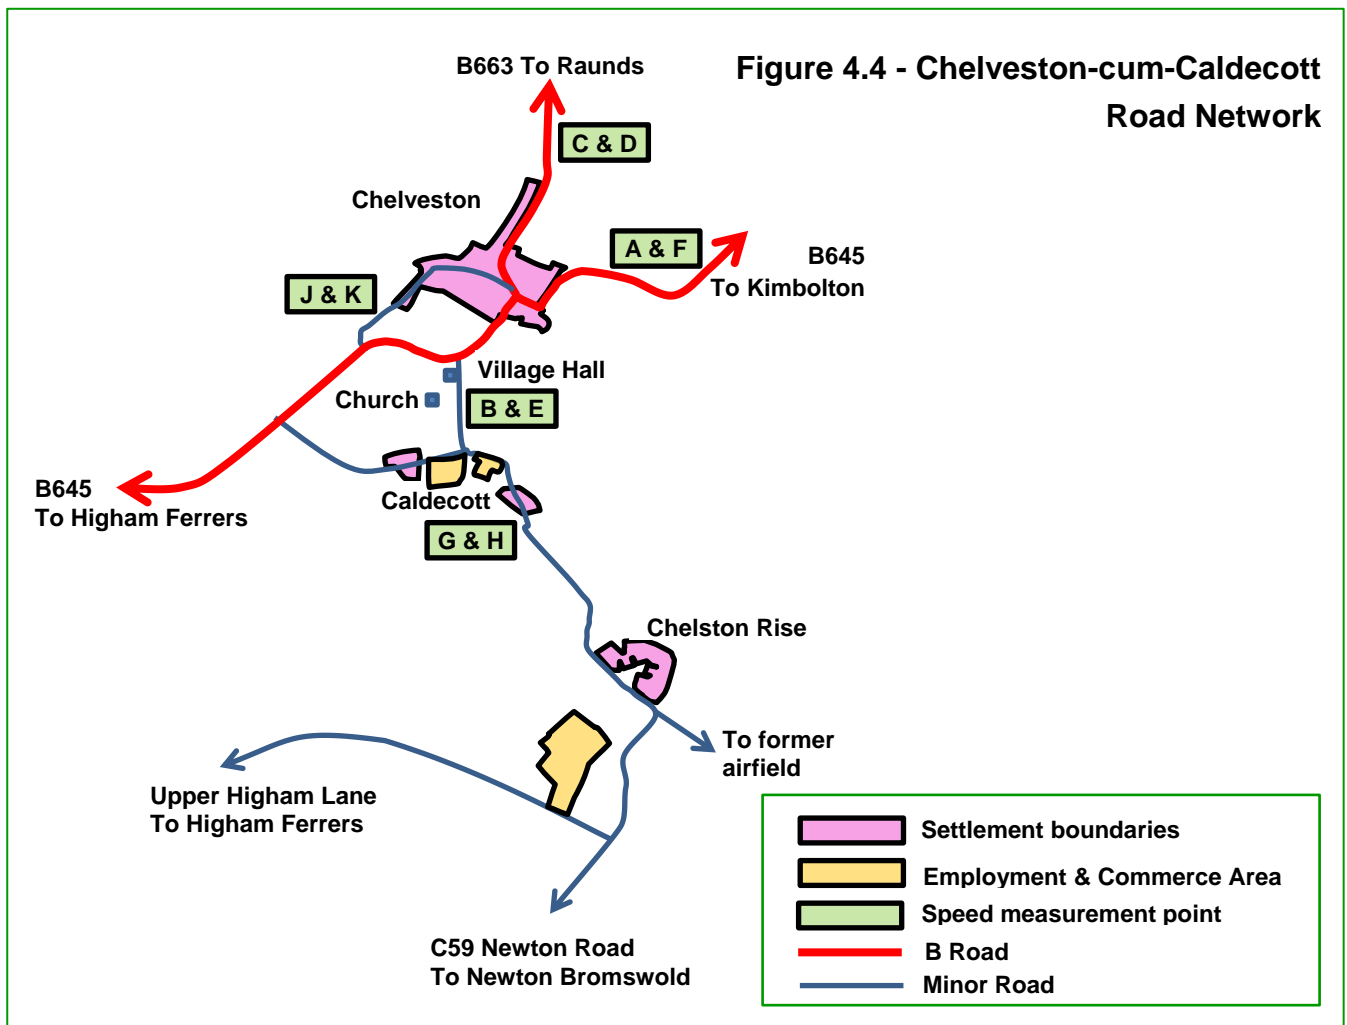 Figure 4.4 - Chelveston-cum-Caldecott
Road Network
B663 To Raunds
C & D
Chelveston
A & F
B645
To Kimbolton
J & K
Village Hall
Church
B & E
B645
To Higham Ferrers
Caldecott
G & H
Chelston Rise
To former
airfield
Upper Higham Lane
To Higham Ferrers
C59 Newton Road
To Newton Bromswold
Settlement boundaries
Employment & Commerce Area
Speed measurement point
B Road
Minor Road